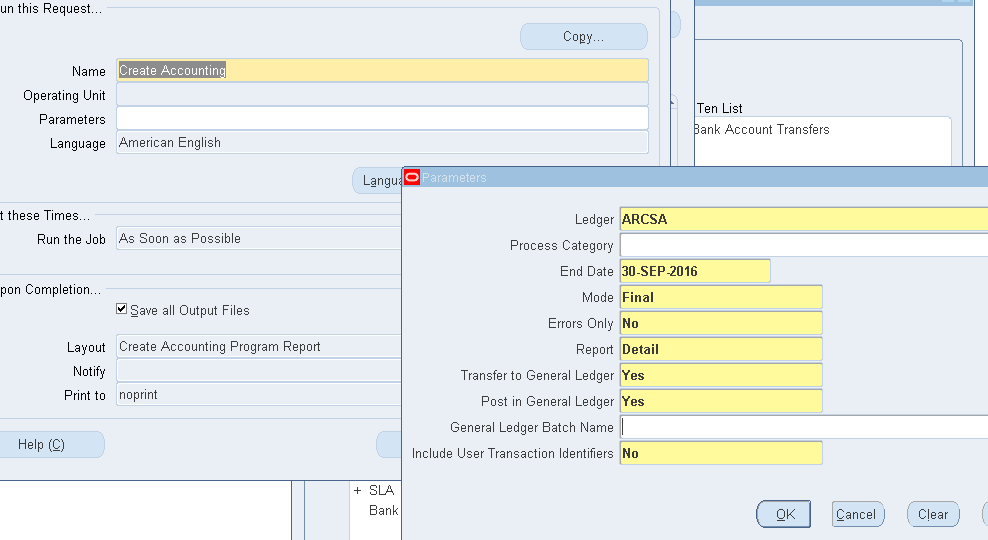 un this Request...
Copy...
Name Create Accounting
Operating Unit
Parameters
Language American English
Langua
t these Times...
Run the Job As Soon as Possible
pon Completion...
Save all Output Files
Layout Create Accounting Program Report
Notify
Print to noprint
Help (C)
Ten List
Bank Account Transfers
Parameters
Ledger ARCSA
Process Category
End Date 30-SEP-2016
Mode Final
Errors Only No
Report Detail
Transfer to General Ledger Yes
Post in General Ledger Yes
General Ledger Batch Name
Include User Transaction Identifiers No
OK Cancel Clear
+ SLA
Bank